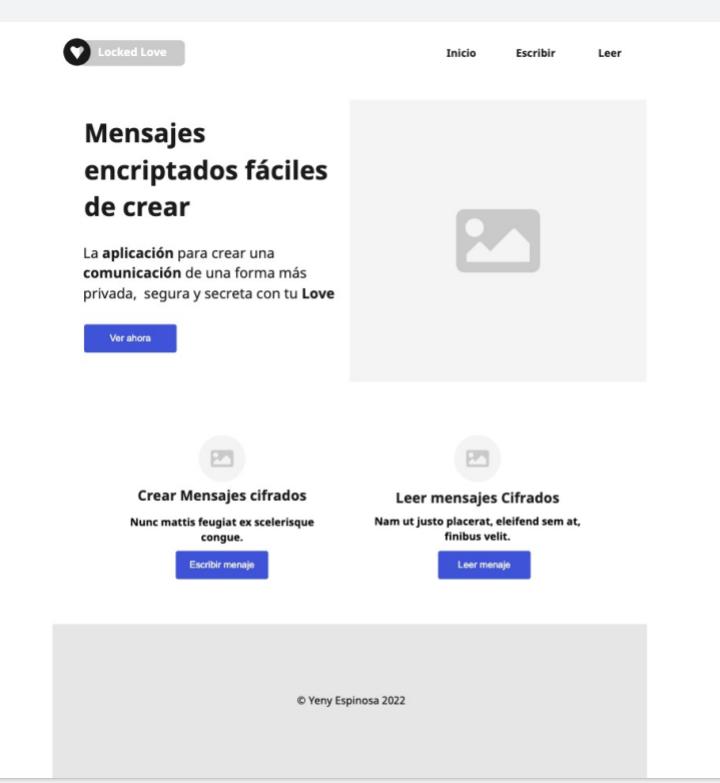 Locked Love
Inicio Escribir Leer
Mensajes
encriptados fáciles
de crear
La aplicación para crear una
comunicación de una forma más
privada, segura y secreta con tu Love
Ver ahora
Crear Mensajes cifrados
Nunc mattis feugiat ex scelerisque
congue.
Escribir menaje
Leer mensajes Cifrados
Nam ut justo placerat, eleifend sem at,
finibus velit.
Leer menaje
© Yeny Espinosa 2022